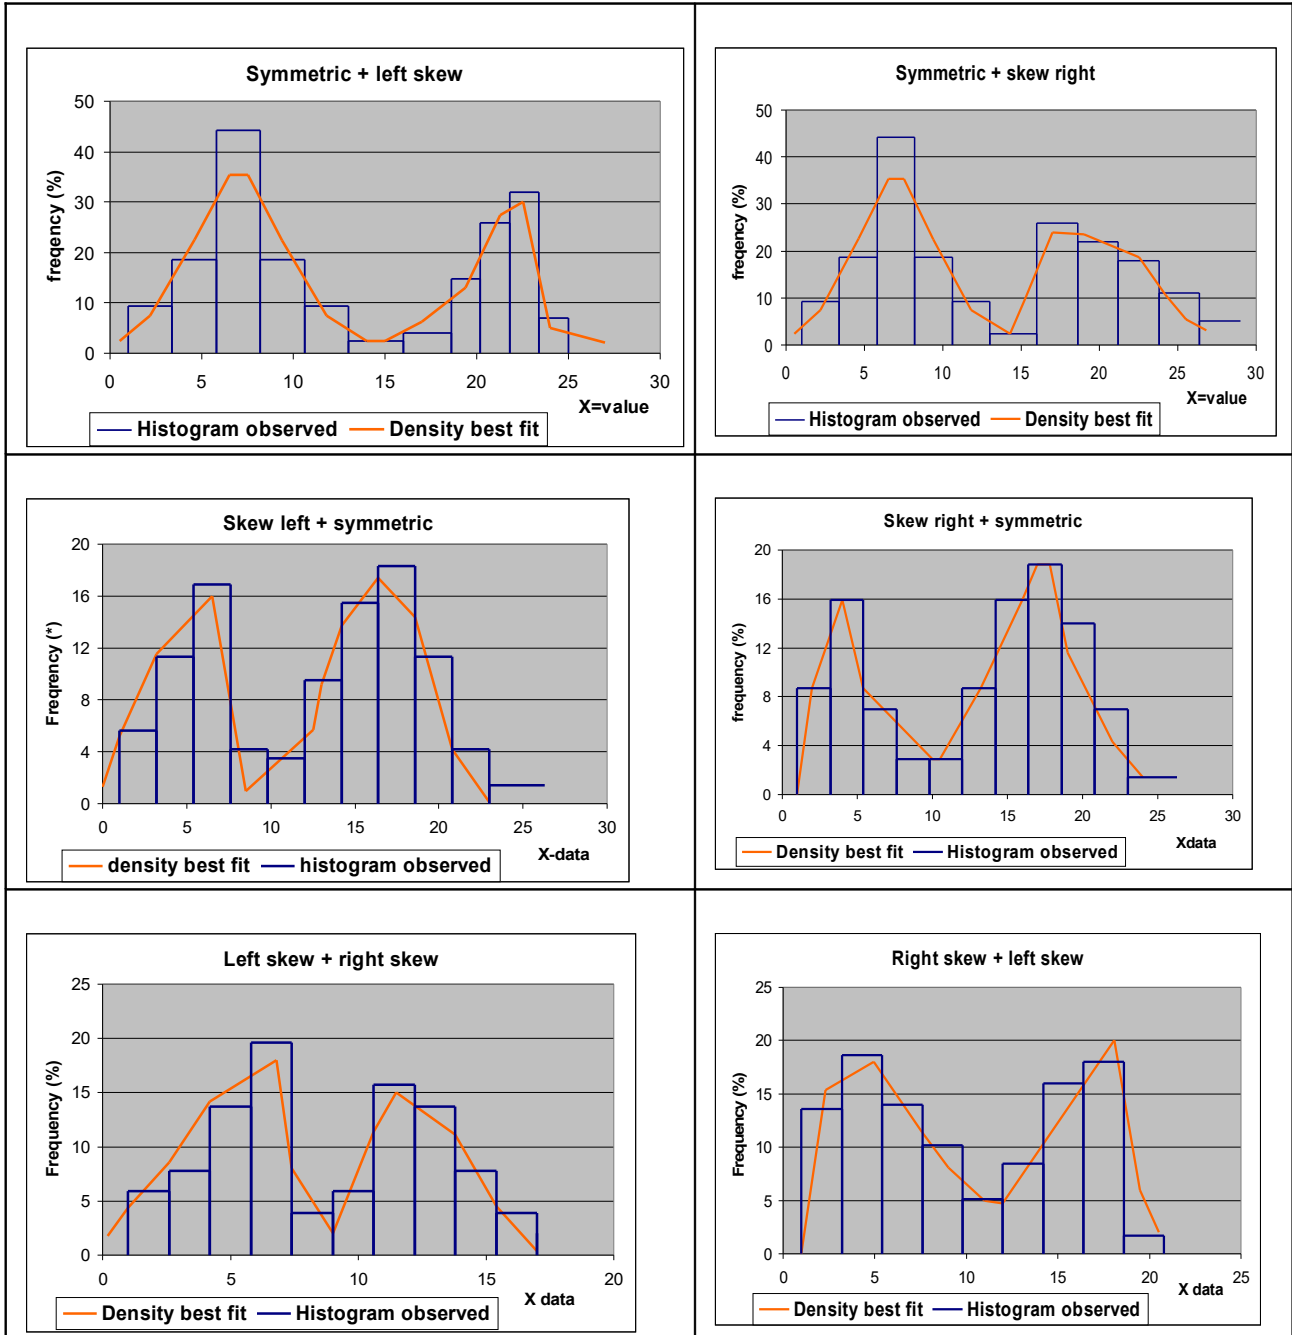 Symmetric + left skew
freqency (%)
50
40
30
20
10
0
0 5 10 15 20 25 30
X=value
Histogram observed Density best fit
Symmetric + skew right
freqency (%)
50
40
30
20
10
0
0 5 10 15 20 25 30
X=value
Histogram observed Density best fit
Skew left + symmetric
Freqrency (*)
20
16
12
8
4
0
0 5 10 15 20 25 30
X-data
density best fit histogram observed
Skew right + symmetric
frequency (%)
20
16
12
8
4
0
0 5 10 15 20 25 30
Xdata
Density best fit Histogram observed
Left skew + right skew
Frequency (%)
25
20
15
10
5
0
0 5 10 15 20
X data
Density best fit Histogram observed
Right skew + left skew
Frequency (%)
25
20
15
10
5
0
0 5 10 15 20 25
X data
Density best fit Histogram observed